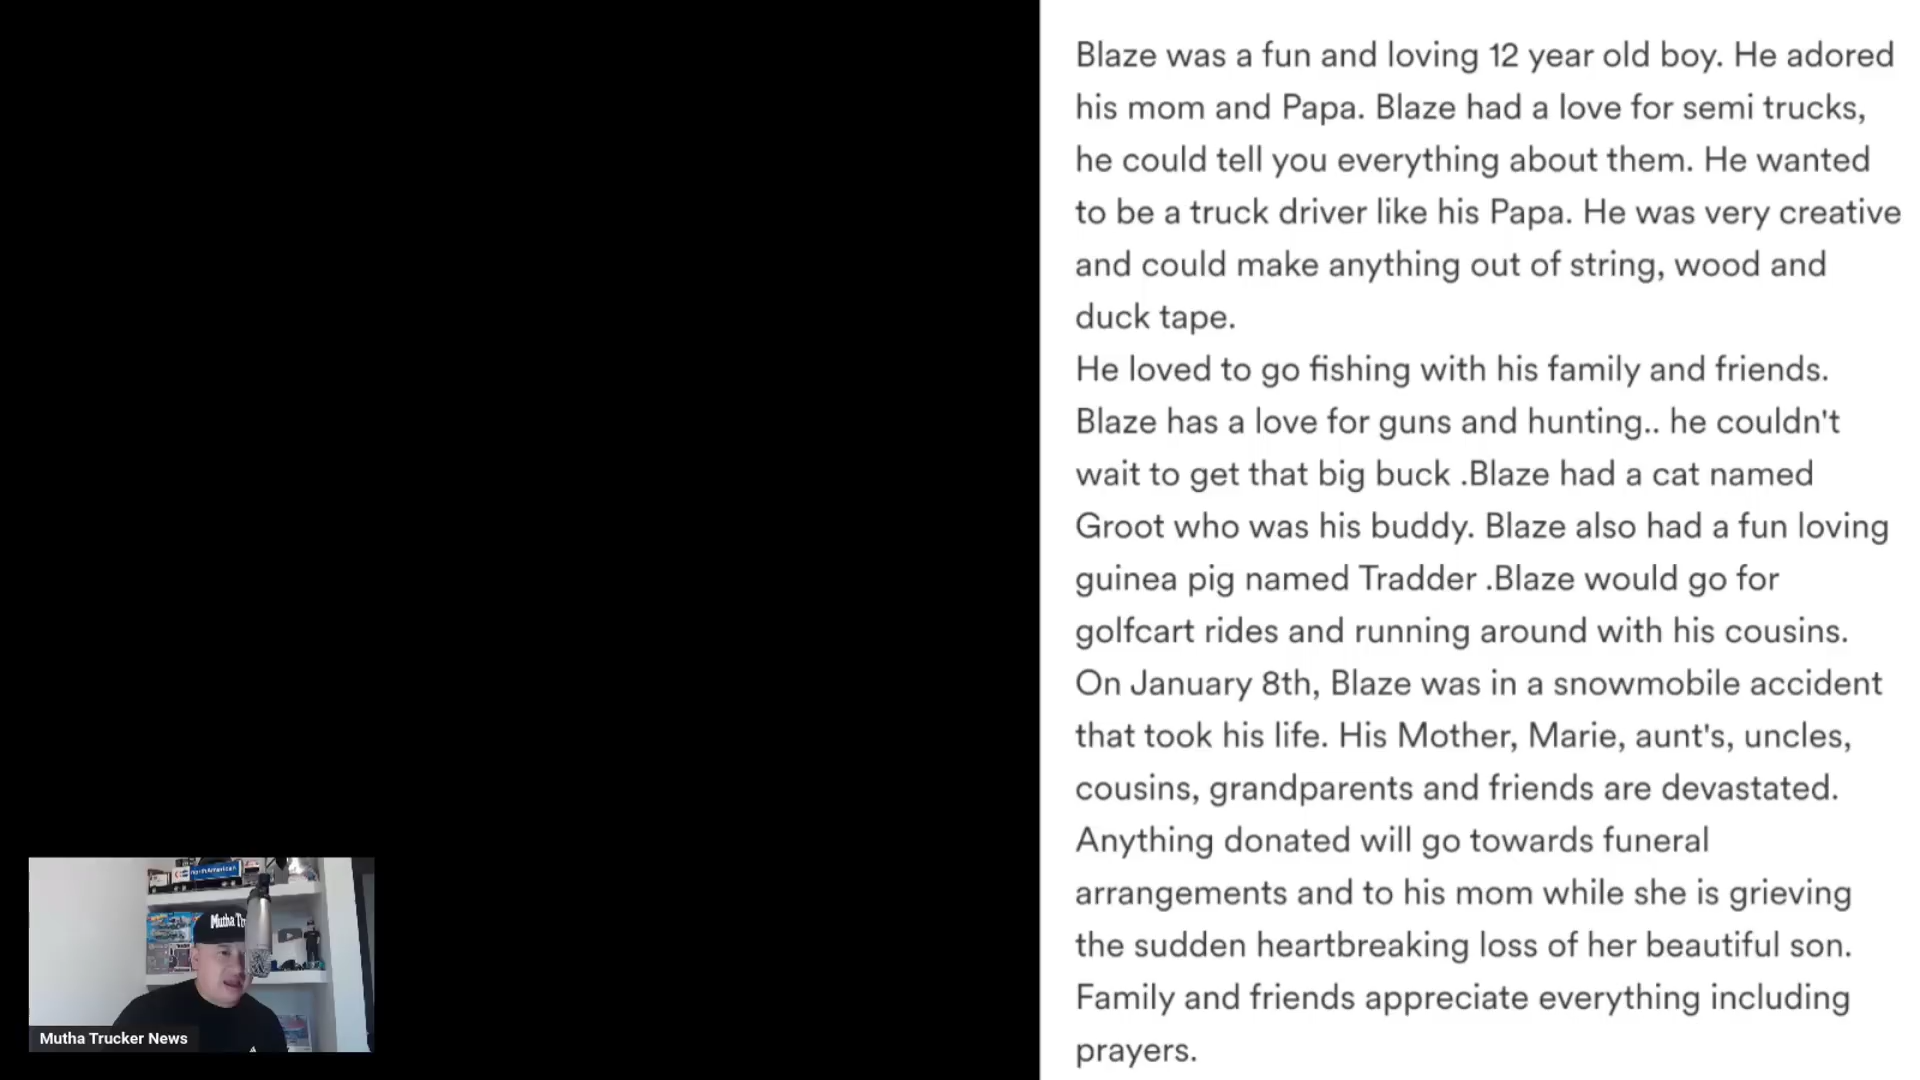 Blaze was a fun and loving 12 year old boy. He adored
his mom and Papa. Blaze had a love for semi trucks,
he could tell you everything about them. He wanted
to be a truck driver like his Papa. He was very creative
and could make anything out of string, wood and
duck tape.
He loved to go fishing with his family and friends.
Blaze has a love for guns and hunting.. he couldn't
wait to get that big buck .Blaze had a cat named
Groot who was his buddy. Blaze also had a fun loving
guinea pig named Tradder .Blaze would go for
golfcart rides and running around with his cousins.
On January 8th, Blaze was in a snowmobile accident
that took his life. His Mother, Marie, aunt's, uncles,
cousins, grandparents and friends are devastated.
Anything donated will go towards funeral
arrangements and to his mom while she is grieving
the sudden heartbreaking loss of her beautiful son.
Family and friends appreciate everything including
prayers.
northAmerican
Mutha
Mutha Trucker News